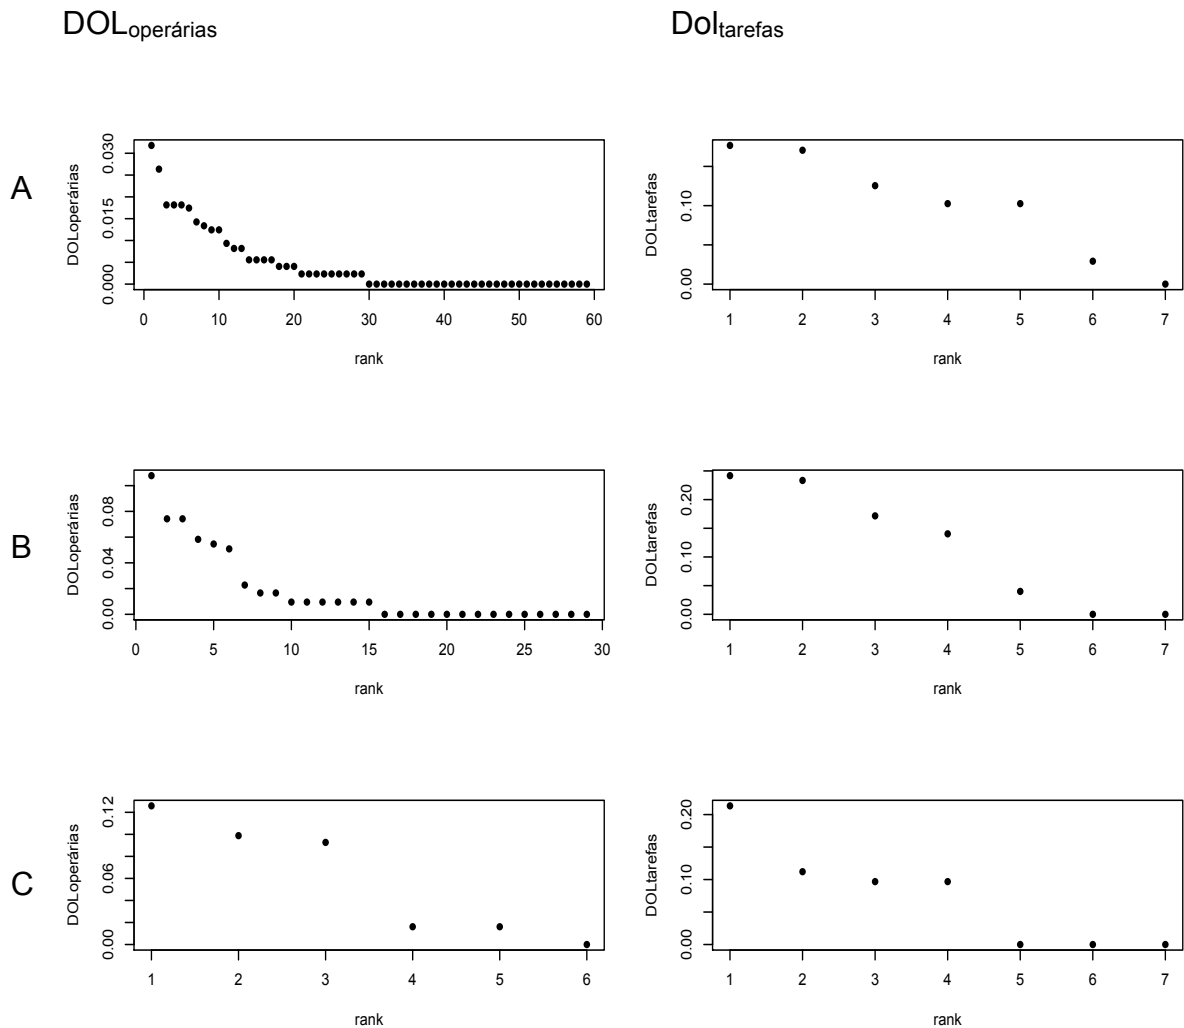 DOLoperárias
Doltarefas
A
DOLoperárias
0.000 0.015 0.030
0 10 20 30 40 50 60
rank
DOLtarefas
0.00 0.10
1 2 3 4 5 6 7
rank
B
DOLoperárias
0.00 0.04 0.08
0 5 10 15 20 25 30
rank
DOLtarefas
0.00 0.10 0.20
1 2 3 4 5 6 7
rank
C
DOLoperárias
0.00 0.06 0.12
1 2 3 4 5 6
rank
DOLtarefas
0.00 0.10 0.20
1 2 3 4 5 6 7
rank